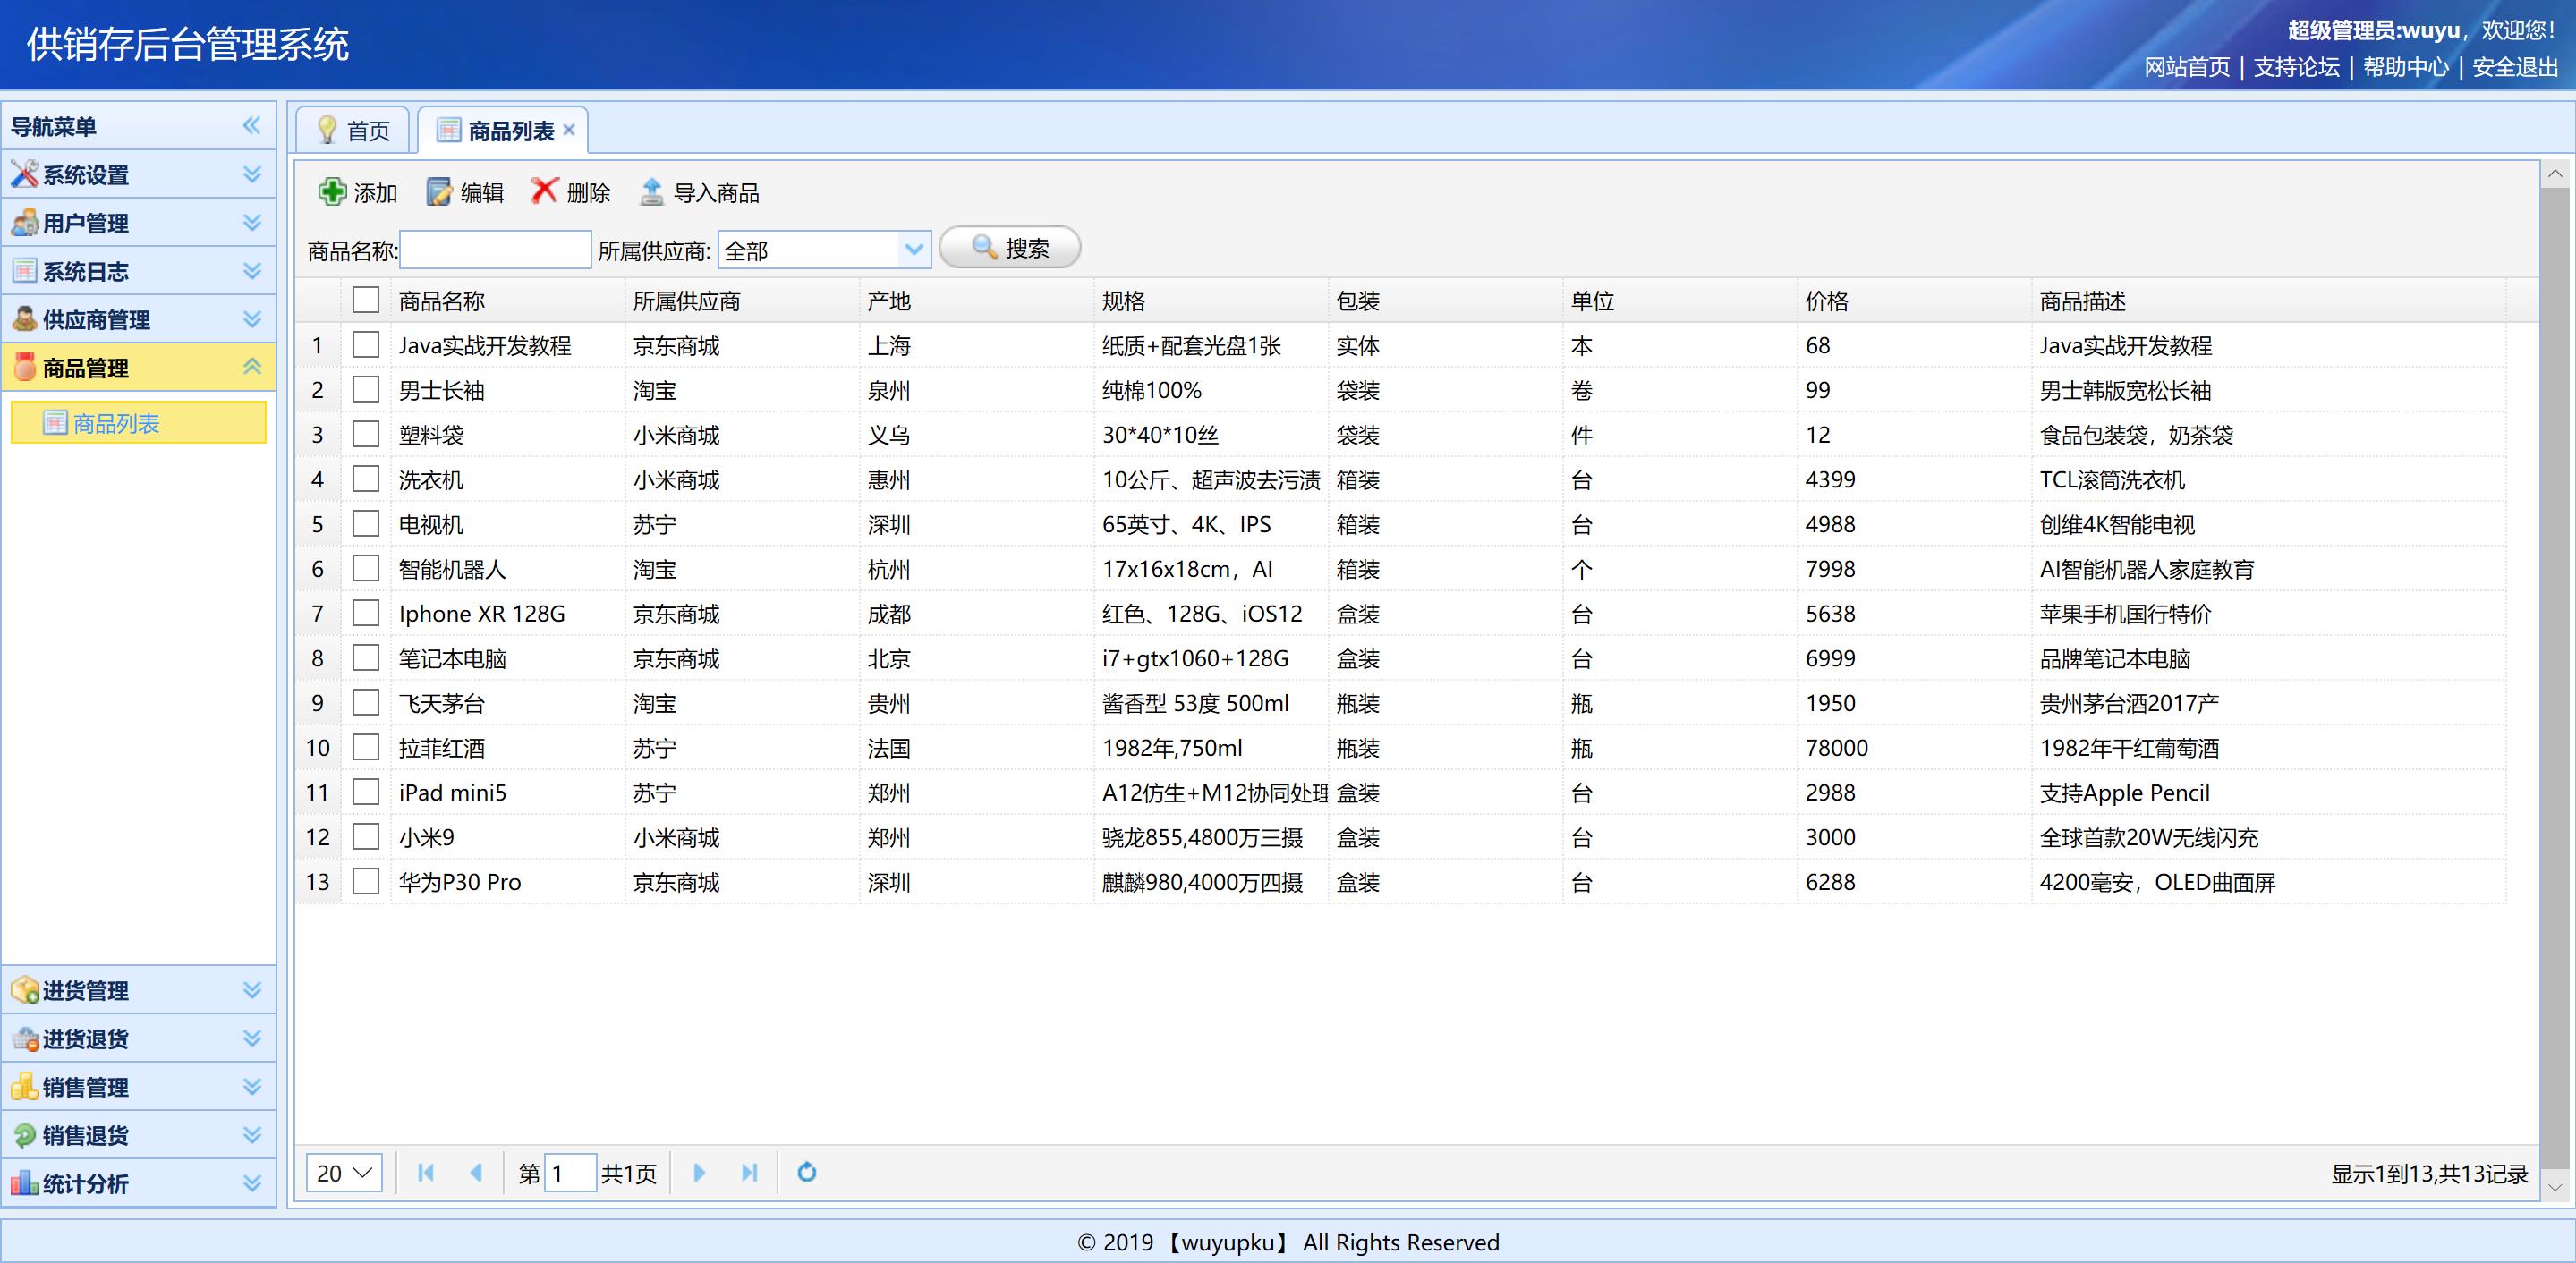 供销存后台管理系统
超级管理员:wuyu，欢迎您！
网站首页 | 支持论坛 | 帮助中心 | 安全退出
导航菜单
系统设置
用户管理
系统日志
供应商管理
商品管理
商品列表
进货管理
进货退货
销售管理
销售退货
统计分析
首页 商品列表
添加 编辑 删除 导入商品
商品名称: 所属供应商: 全部 搜索
商品名称 所属供应商 产地 规格 包装 单位 价格 商品描述
1 Java实战开发教程 京东商城 上海 纸质+配套光盘1张 实体 本 68 Java实战开发教程
2 男士长袖 淘宝 泉州 纯棉100% 袋装 卷 99 男士韩版宽松长袖
3 塑料袋 小米商城 义乌 30*40*10丝 袋装 件 12 食品包装袋，奶茶袋
4 洗衣机 小米商城 惠州 10公斤、超声波去污渍 箱装 台 4399 TCL滚筒洗衣机
5 电视机 苏宁 深圳 65英寸、4K、IPS 箱装 台 4988 创维4K智能电视
6 智能机器人 淘宝 杭州 17x16x18cm，AI 箱装 个 7998 AI智能机器人家庭教育
7 Iphone XR 128G 京东商城 成都 红色、128G、iOS12 盒装 台 5638 苹果手机国行特价
8 笔记本电脑 京东商城 北京 i7+gtx1060+128G 盒装 台 6999 品牌笔记本电脑
9 飞天茅台 淘宝 贵州 酱香型 53度 500ml 瓶装 瓶 1950 贵州茅台酒2017产
10 拉菲红酒 苏宁 法国 1982年,750ml 瓶装 瓶 78000 1982年干红葡萄酒
11 iPad mini5 苏宁 郑州 A12仿生+M12协同处理 盒装 台 2988 支持Apple Pencil
12 小米9 小米商城 郑州 骁龙855,4800万三摄 盒装 台 3000 全球首款20W无线闪充
13 华为P30 Pro 京东商城 深圳 麒麟980,4000万四摄 盒装 台 6288 4200毫安，OLED曲面屏
20 第 1 共1页 显示1到13,共13记录
© 2019 【wuyupku】 All Rights Reserved